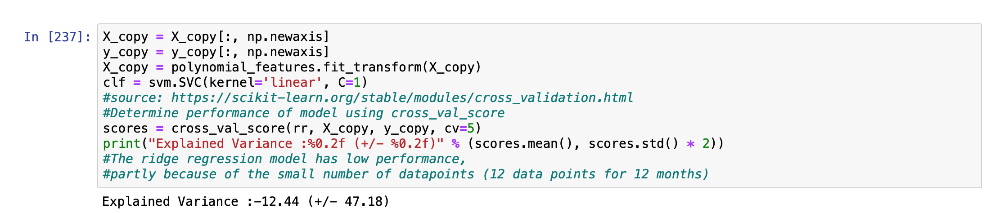 In [237]: X_copy = X_copy[:, np.newaxis]
y_copy = y_copy[:, np.newaxis]
X_copy = polynomial_features.fit_transform(X_copy)
clf = svm.SVC(kernel='linear', C=1)
#source: https://scikit-learn.org/stable/modules/cross_validation.html
#Determine performance of model using cross_val_score
scores = cross_val_score(rr, X_copy, y_copy, cv=5)
print("Explained Variance :%0.2f (+/- %0.2f)" % (scores.mean(), scores.std() * 2))
#The ridge regression model has low performance,
#partly because of the small number of datapoints (12 data points for 12 months)
Explained Variance :-12.44 (+/- 47.18)